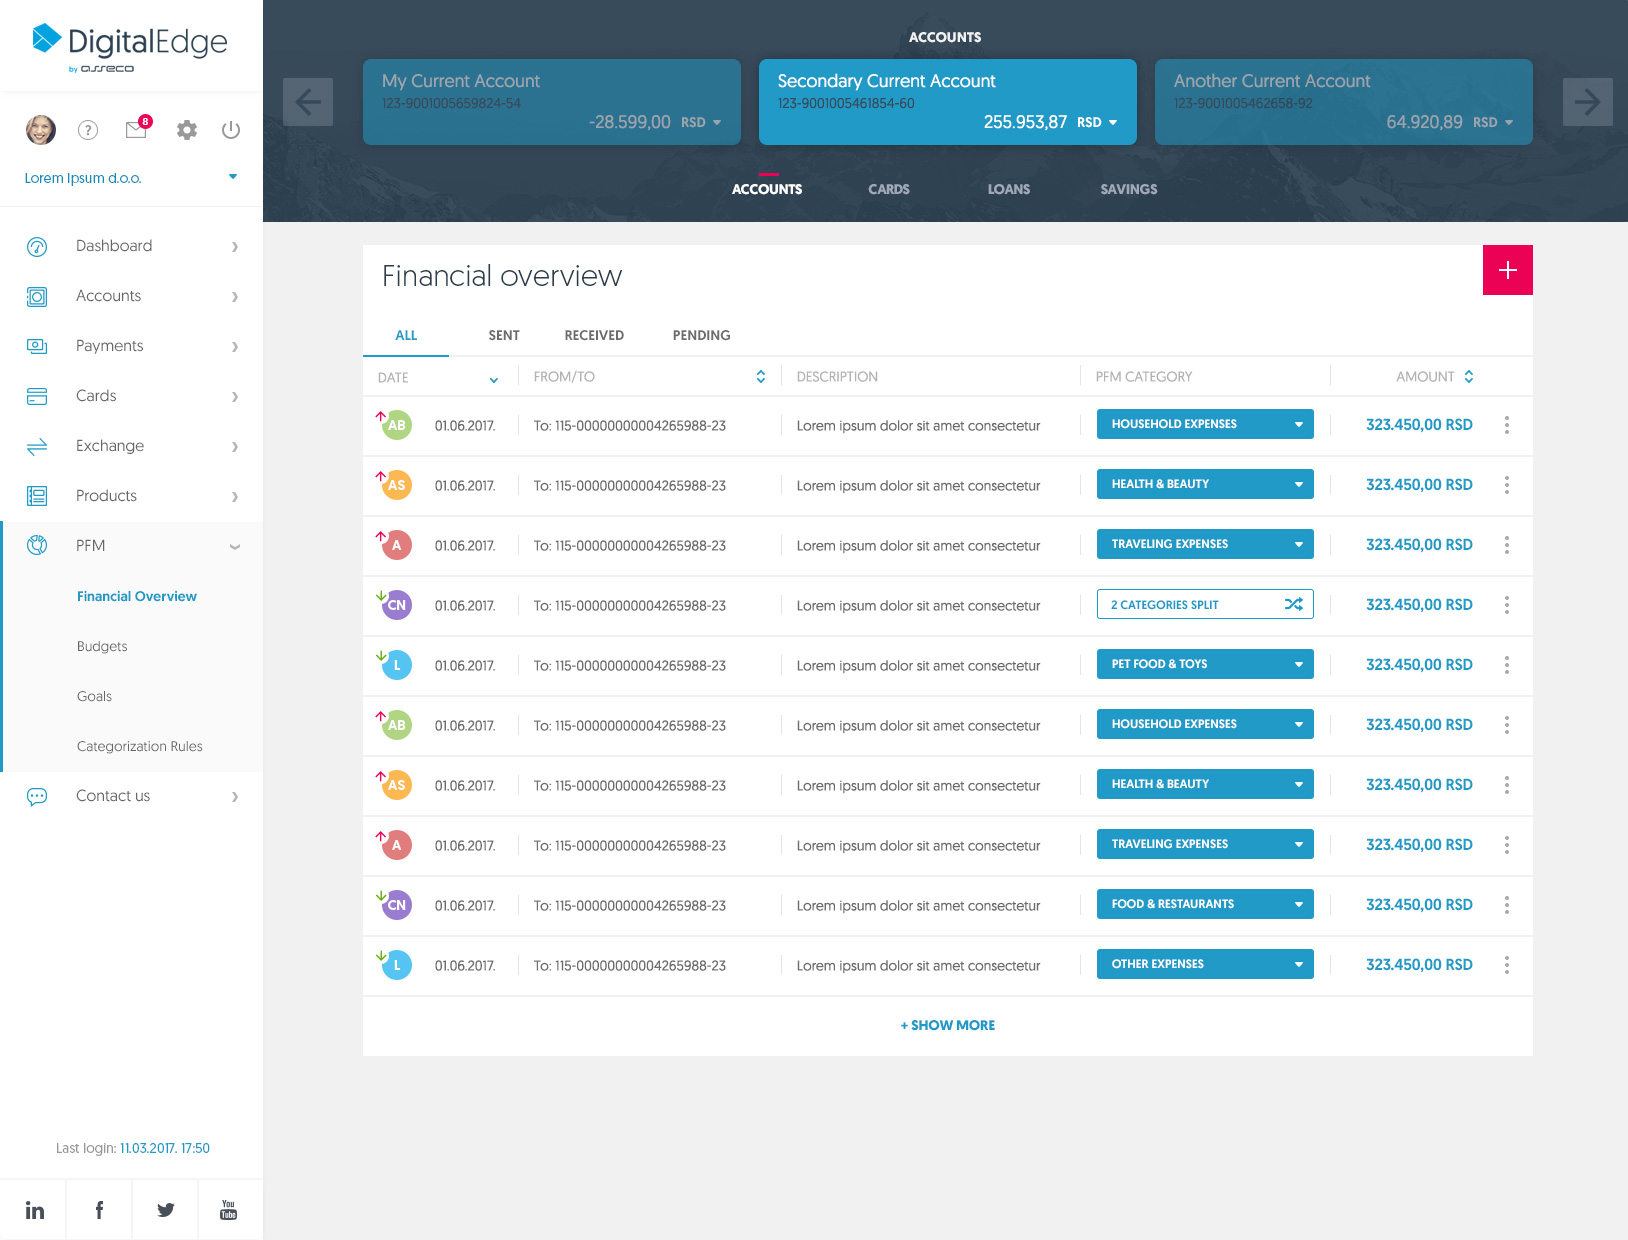 DigitalEdge
by asseco
8
Lorem Ipsum d.o.o.
Dashboard
Accounts
Payments
Cards
Exchange
Products
PFM
Financial Overview
Budgets
Goals
Categorization Rules
Contact us
Last login: 11.03.2017. 17:50
in
f
You
Tube
ACCOUNTS
My Current Account
123-9001005659824-54
-28.599,00 RSD
Secondary Current Account
123-9001005461854-60
255.953,87 RSD
Another Current Account
123-9001005462658-92
64.920,89 RSD
ACCOUNTS CARDS LOANS SAVINGS
Financial overview
ALL SENT RECEIVED PENDING
DATE FROM/TO DESCRIPTION PFM CATEGORY AMOUNT
AB 01.06.2017. To: 115-00000000004265988-23 Lorem ipsum dolor sit amet consectetur HOUSEHOLD EXPENSES 323.450,00 RSD
AS 01.06.2017. To: 115-00000000004265988-23 Lorem ipsum dolor sit amet consectetur HEALTH & BEAUTY 323.450,00 RSD
A 01.06.2017. To: 115-00000000004265988-23 Lorem ipsum dolor sit amet consectetur TRAVELING EXPENSES 323.450,00 RSD
CN 01.06.2017. To: 115-00000000004265988-23 Lorem ipsum dolor sit amet consectetur 2 CATEGORIES SPLIT 323.450,00 RSD
L 01.06.2017. To: 115-00000000004265988-23 Lorem ipsum dolor sit amet consectetur PET FOOD & TOYS 323.450,00 RSD
AB 01.06.2017. To: 115-00000000004265988-23 Lorem ipsum dolor sit amet consectetur HOUSEHOLD EXPENSES 323.450,00 RSD
AS 01.06.2017. To: 115-00000000004265988-23 Lorem ipsum dolor sit amet consectetur HEALTH & BEAUTY 323.450,00 RSD
A 01.06.2017. To: 115-00000000004265988-23 Lorem ipsum dolor sit amet consectetur TRAVELING EXPENSES 323.450,00 RSD
CN 01.06.2017. To: 115-00000000004265988-23 Lorem ipsum dolor sit amet consectetur FOOD & RESTAURANTS 323.450,00 RSD
L 01.06.2017. To: 115-00000000004265988-23 Lorem ipsum dolor sit amet consectetur OTHER EXPENSES 323.450,00 RSD
+ SHOW MORE